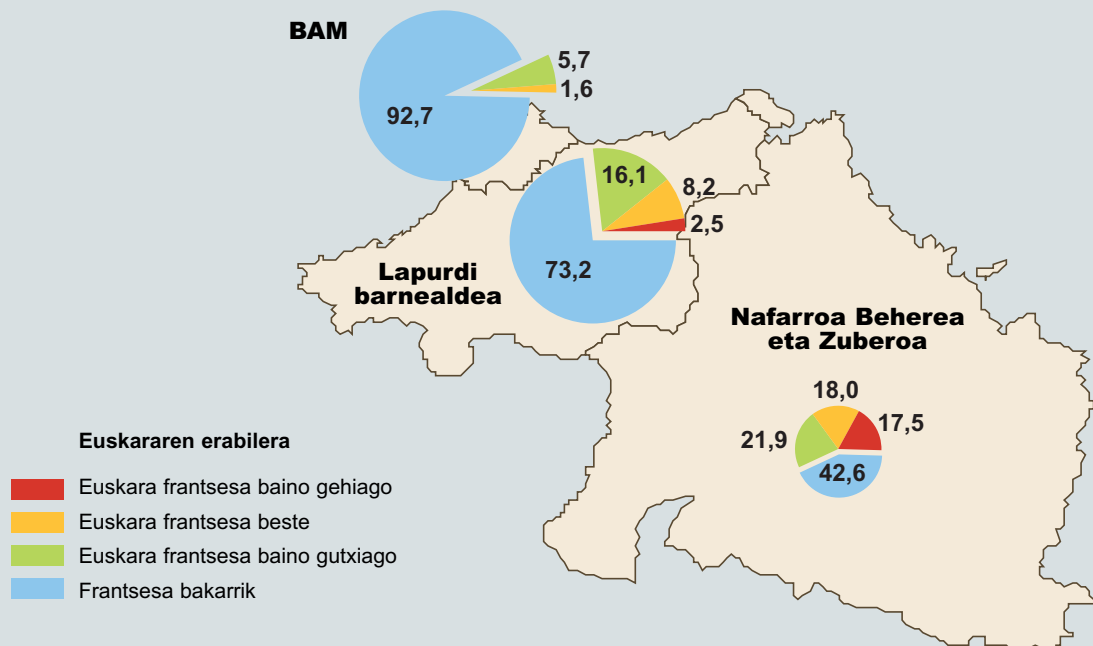 BAM
5,7
1,6
92,7
16,1
8,2
2,5
73,2
Lapurdi
barnealdea
Nafarroa Beherea
eta Zuberoa
18,0
17,5
21,9
42,6
Euskararen erabilera
Euskara frantsesa baino gehiago
Euskara frantsesa beste
Euskara frantsesa baino gutxiago
Frantsesa bakarrik